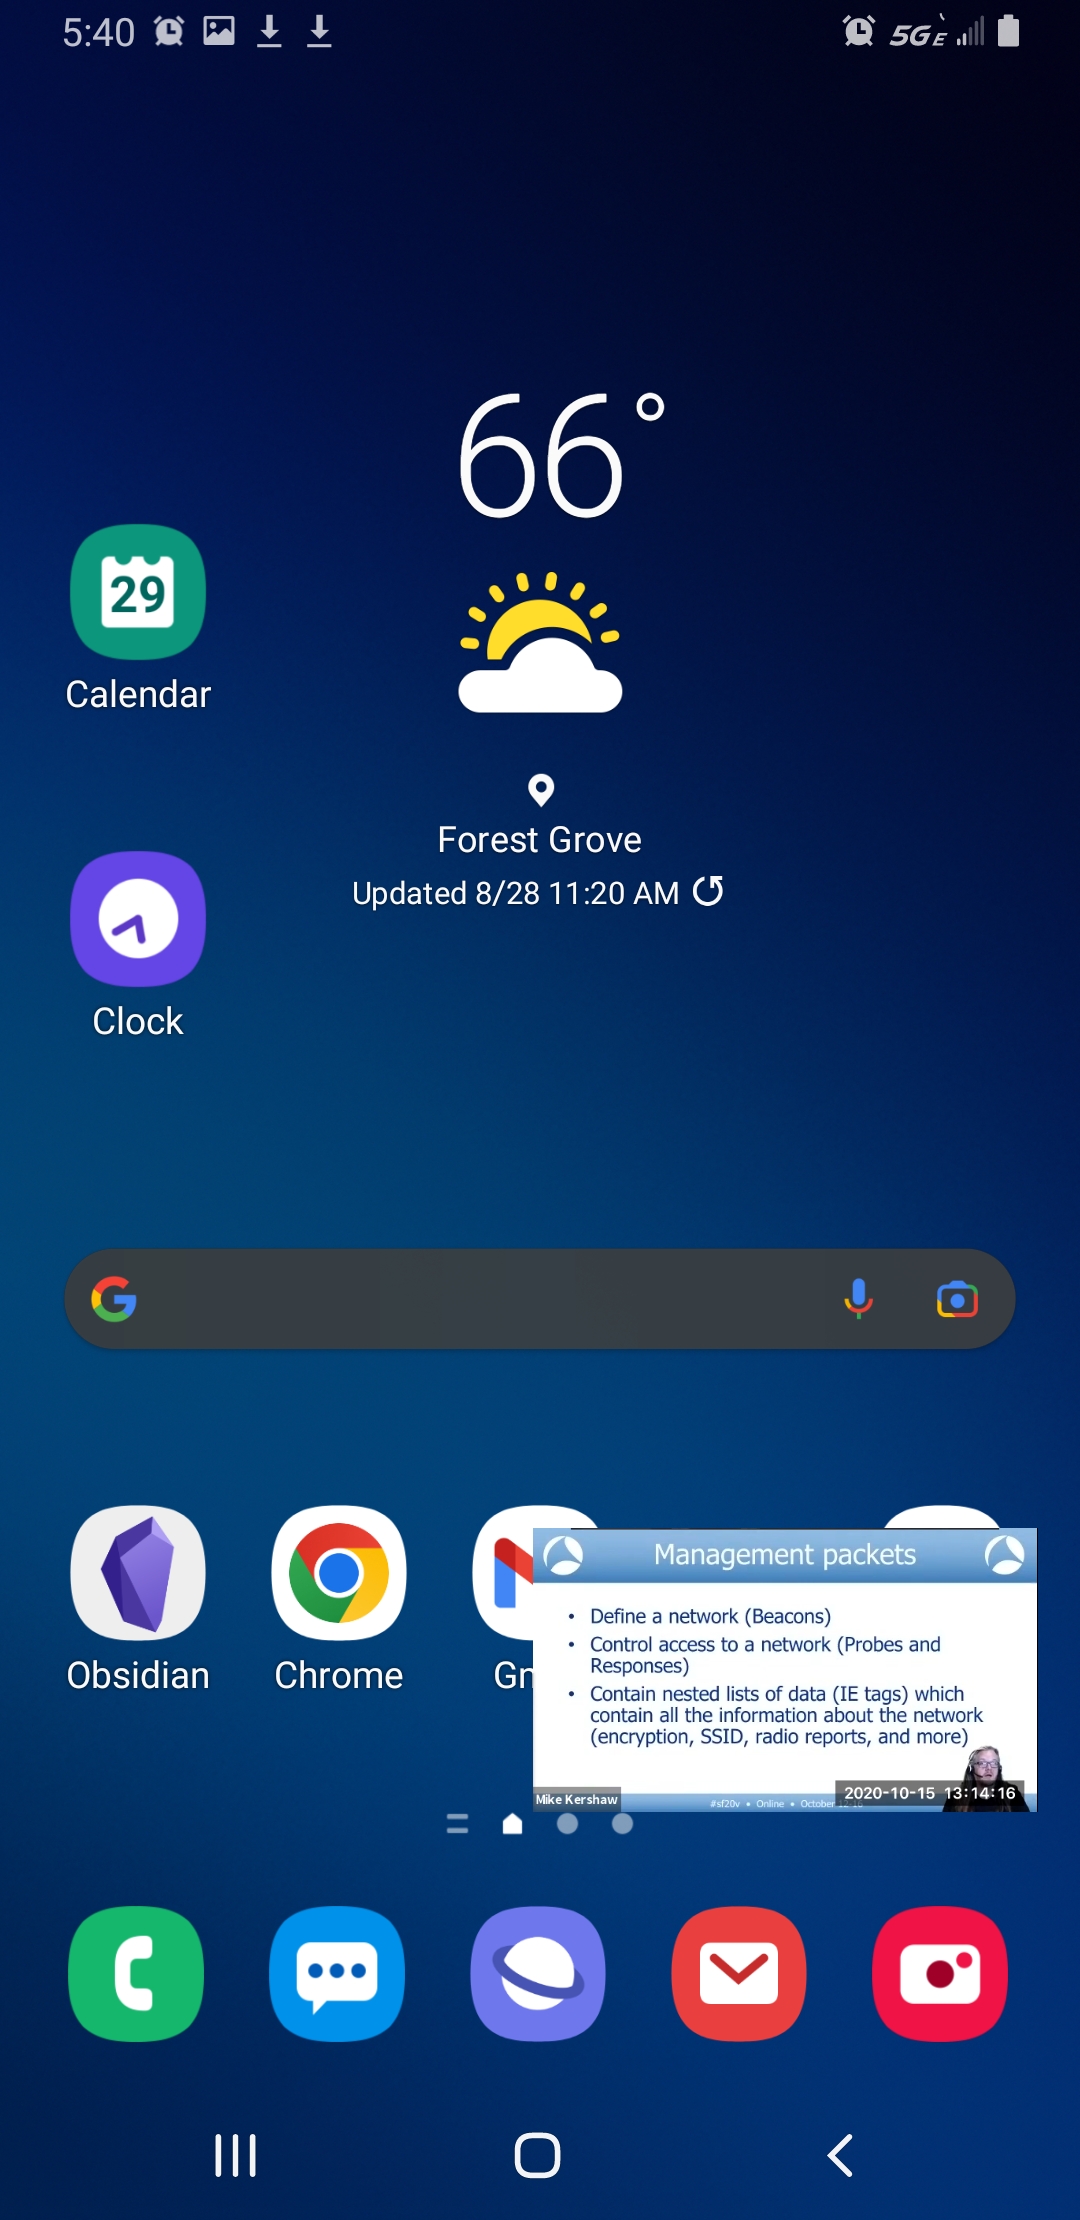 5:40
5G E
66°
29
Calendar
Forest Grove
Updated 8/28 11:20 AM
Clock
Obsidian
Chrome
Gm
Management packets
• Define a network (Beacons)
• Control access to a network (Probes and
Responses)
• Contain nested lists of data (IE tags) which
contain all the information about the network
(encryption, SSID, radio reports, and more)
Mike Kershaw
#sf20v • Online • October 12-16
2020-10-15 13:14:16